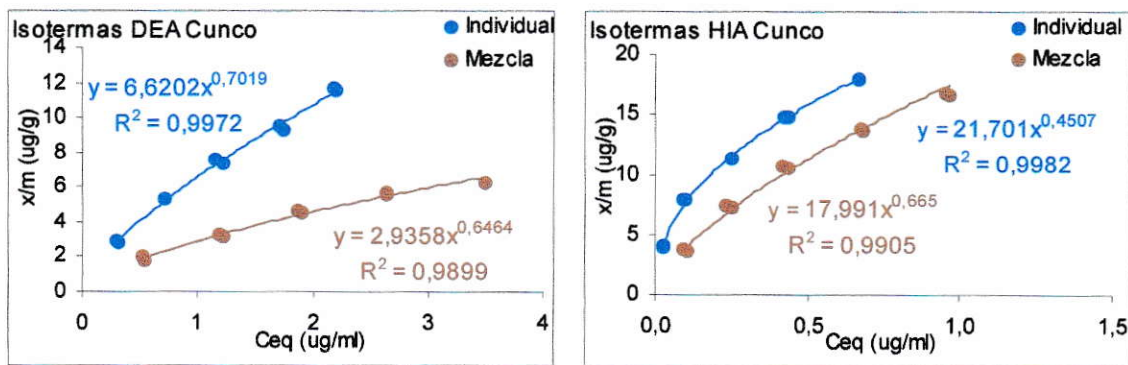 Isotermas DEA Cunco
Individual
Mezcla
14
12
10
8
6
4
2
0
x/m (ug/g)
y = 6,6202x^0,7019
R² = 0,9972
y = 2,9358x^0,6464
R² = 0,9899
0 1 2 3 4
Ceq (ug/ml)
Isotermas HIA Cunco
Individual
Mezcla
20
15
10
5
0
x/m (ug/g)
y = 21,701x^0,4507
R² = 0,9982
y = 17,991x^0,665
R² = 0,9905
0,0 0,5 1,0 1,5
Ceq (ug/ml)